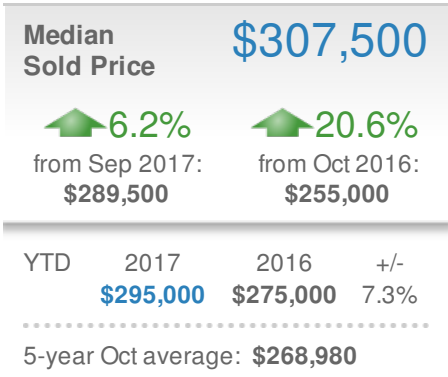 Median
Sold Price
$307,500
6.2%
from Sep 2017:
$289,500
20.6%
from Oct 2016:
$255,000
YTD 2017 2016 +/-
$295,000 $275,000 7.3%
5-year Oct average: $268,980